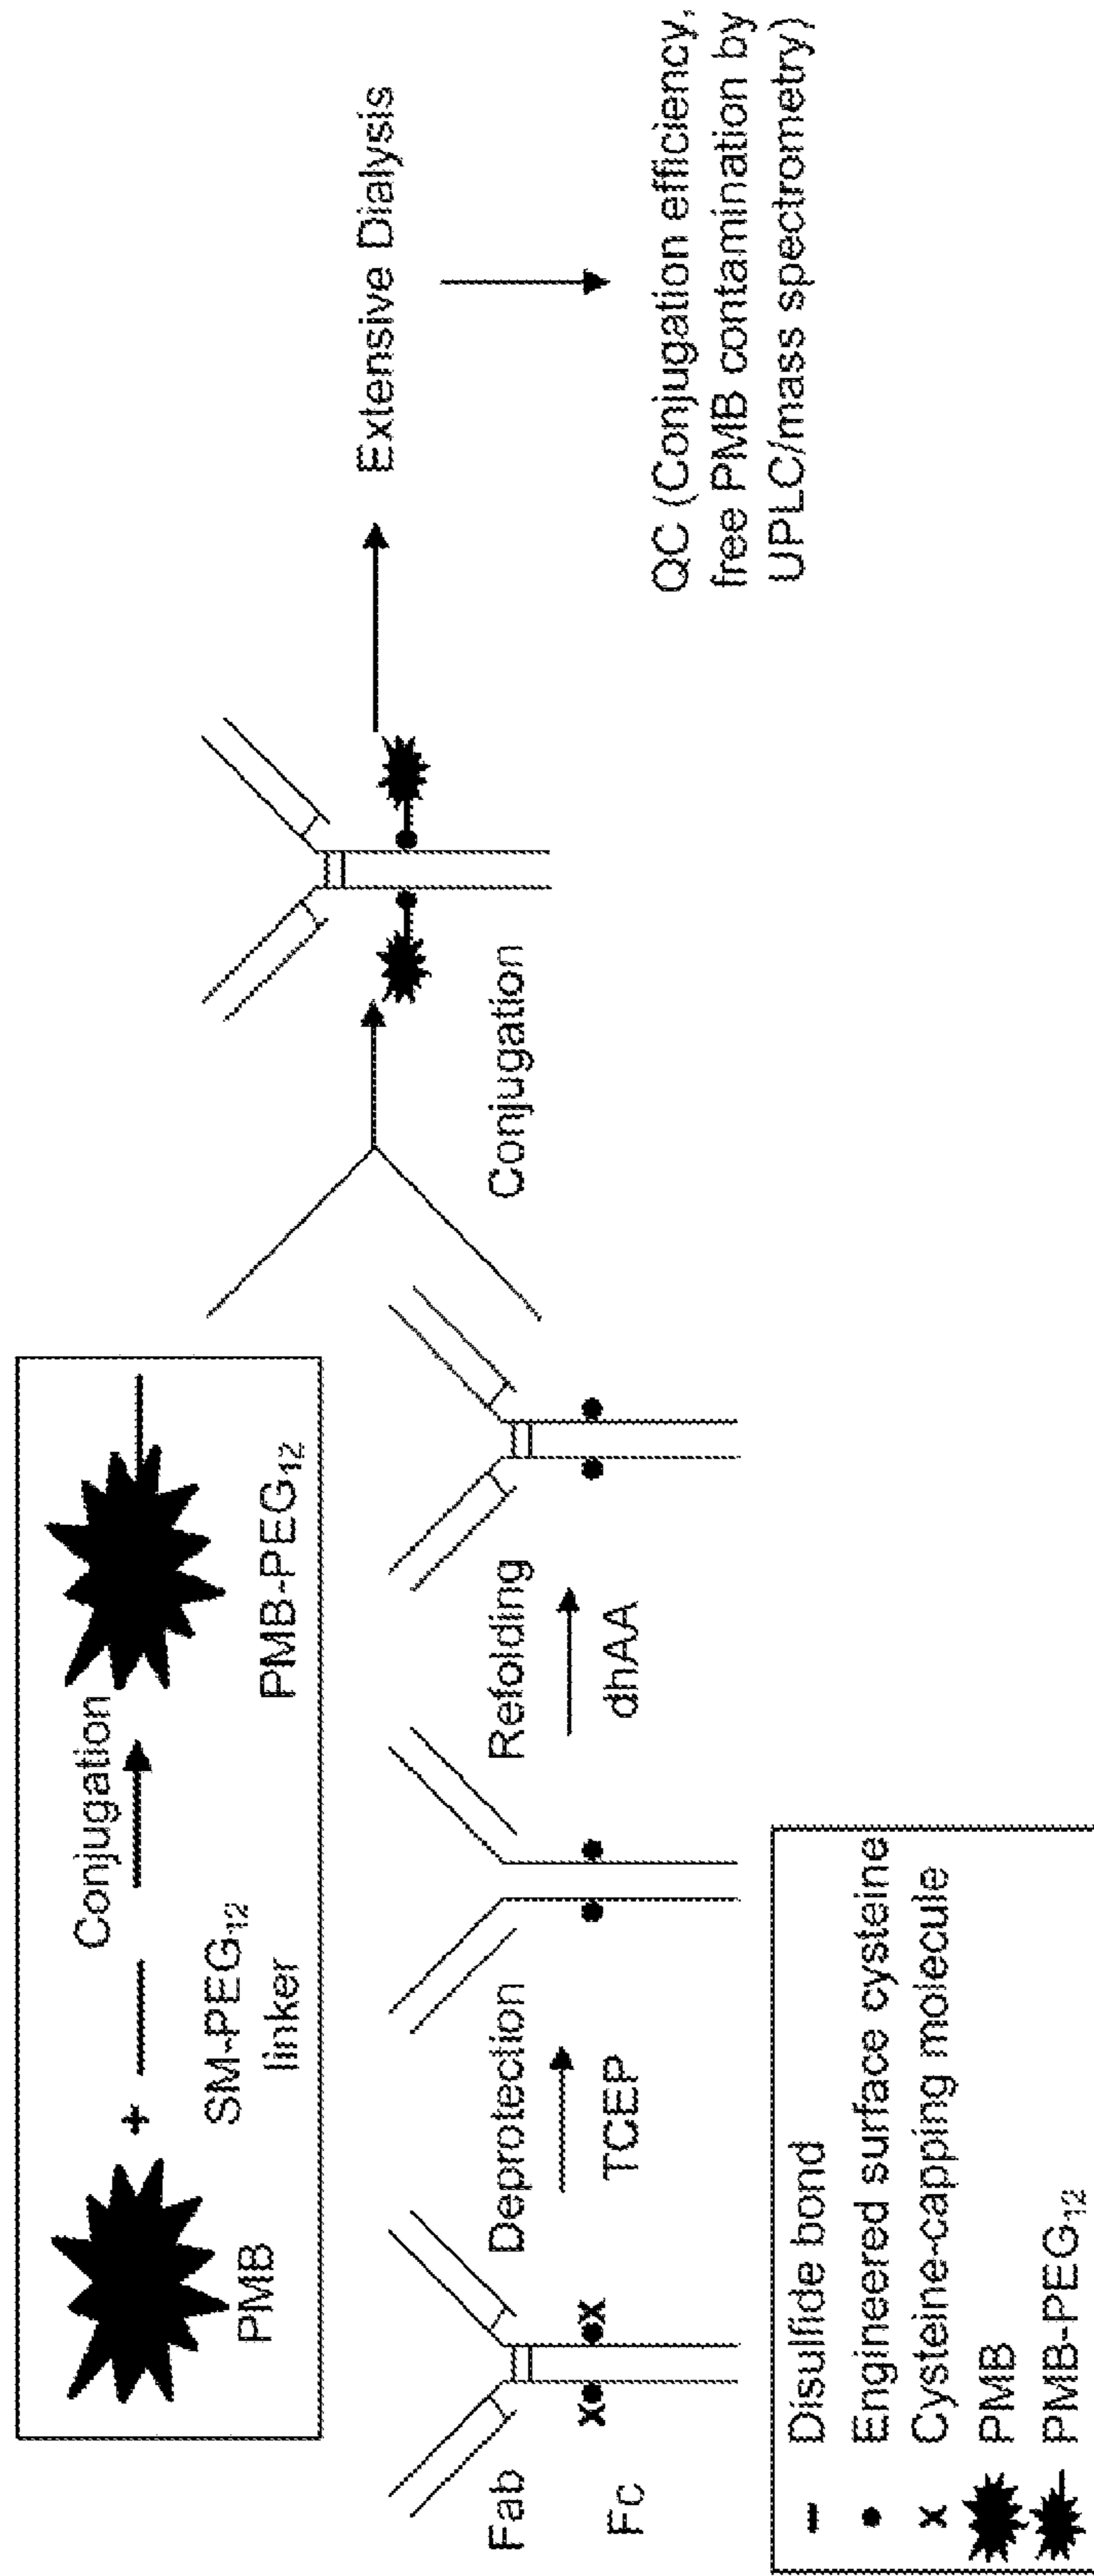 Conjugation
PMB
+
SM-PEG12
linker
PMB-PEG12
Fab
Fc
x
x
Deprotection
TCEP
Refolding
dhAA
Conjugation
Extensive Dialysis
QC (Conjugation efficiency,
free PMB contamination by
UPLC/mass spectrometry)
Disulfide bond
Engineered surface cysteine
x Cysteine-capping molecule
PMB
PMB-PEG12